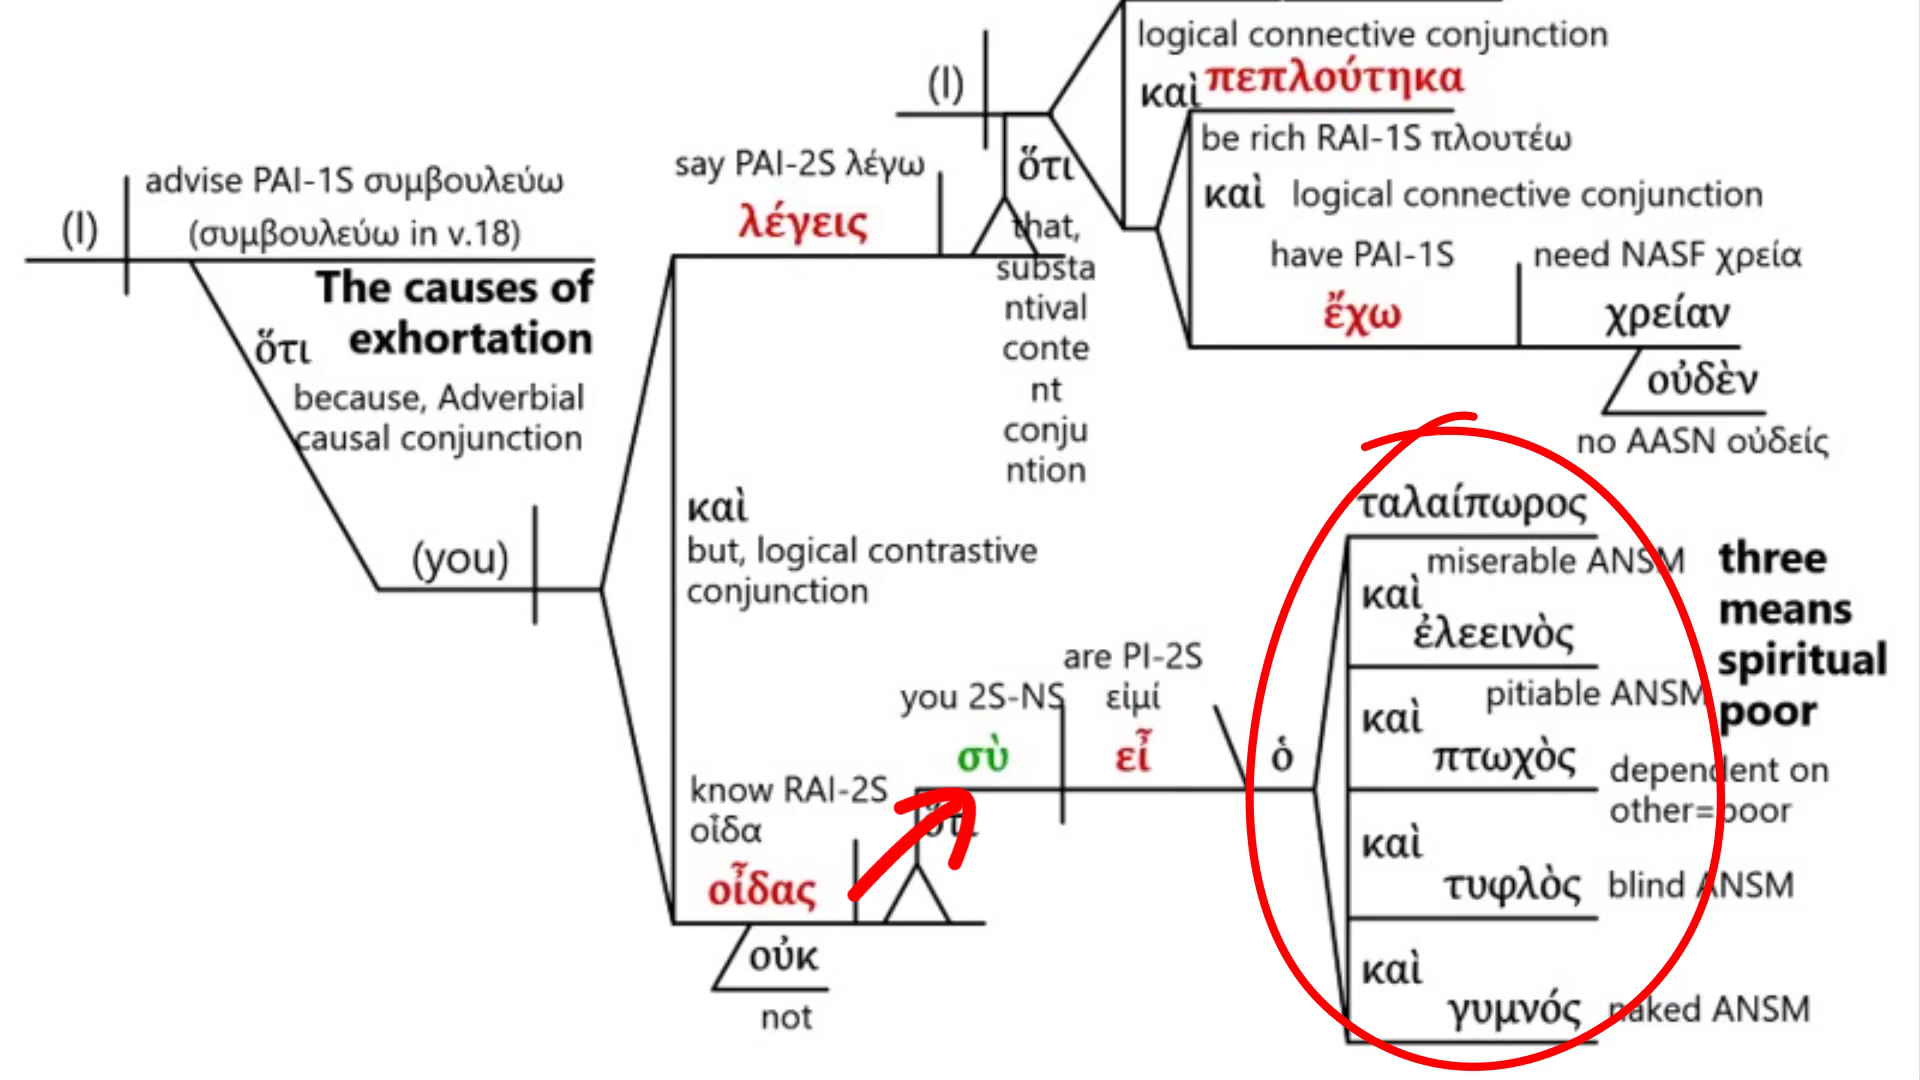 logical connective conjunction
(I)
καὶ πεπλούτηκα
be rich RAI-1S πλουτέω
say PAI-2S λέγω
ὅτι
λέγεις
that,
substa
ntival
conte
nt
conju
ntion
καὶ logical connective conjunction
have PAI-1S
need NASF χρεία
ἔχω
χρείαν
οὐδὲν
no AASN οὐδείς
advise PAI-1S συμβουλεύω
(I)
(συμβουλεύω in v.18)
The causes of
exhortation
ὅτι
because, Adverbial
causal conjunction
(you)
καὶ
but, logical contrastive
conjunction
know RAI-2S
οἶδα
οἶδας
οὐκ
not
ὅτι
you 2S-NS
σὺ
are PI-2S
εἰμί
εἶ
ὁ
ταλαίπωρος
miserable ANSM
καὶ
ἐλεεινὸς
pitiable ANSM
καὶ
πτωχὸς
dependent on
other=poor
καὶ
τυφλὸς
blind ANSM
καὶ
γυμνός
naked ANSM
three
means
spiritual
poor